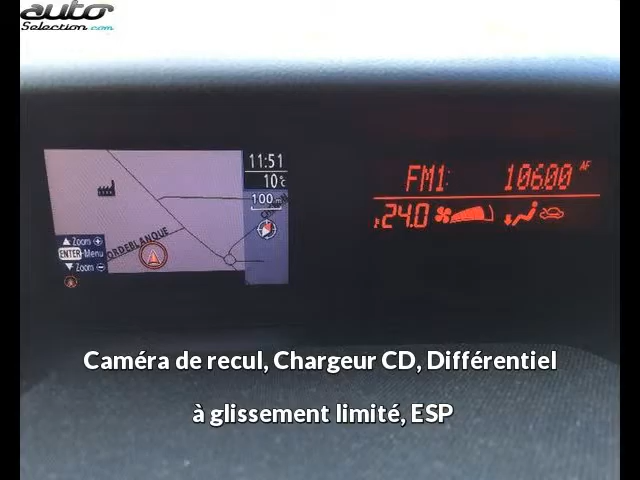 auto
Selection.com
11:51
10°c
100m
▲ Zoom +
ENTER-Menu
▼ Zoom -
ORDEBLANQUE
FM1 106.00 AF
24.0
Caméra de recul, Chargeur CD, Différentiel
à glissement limité, ESP